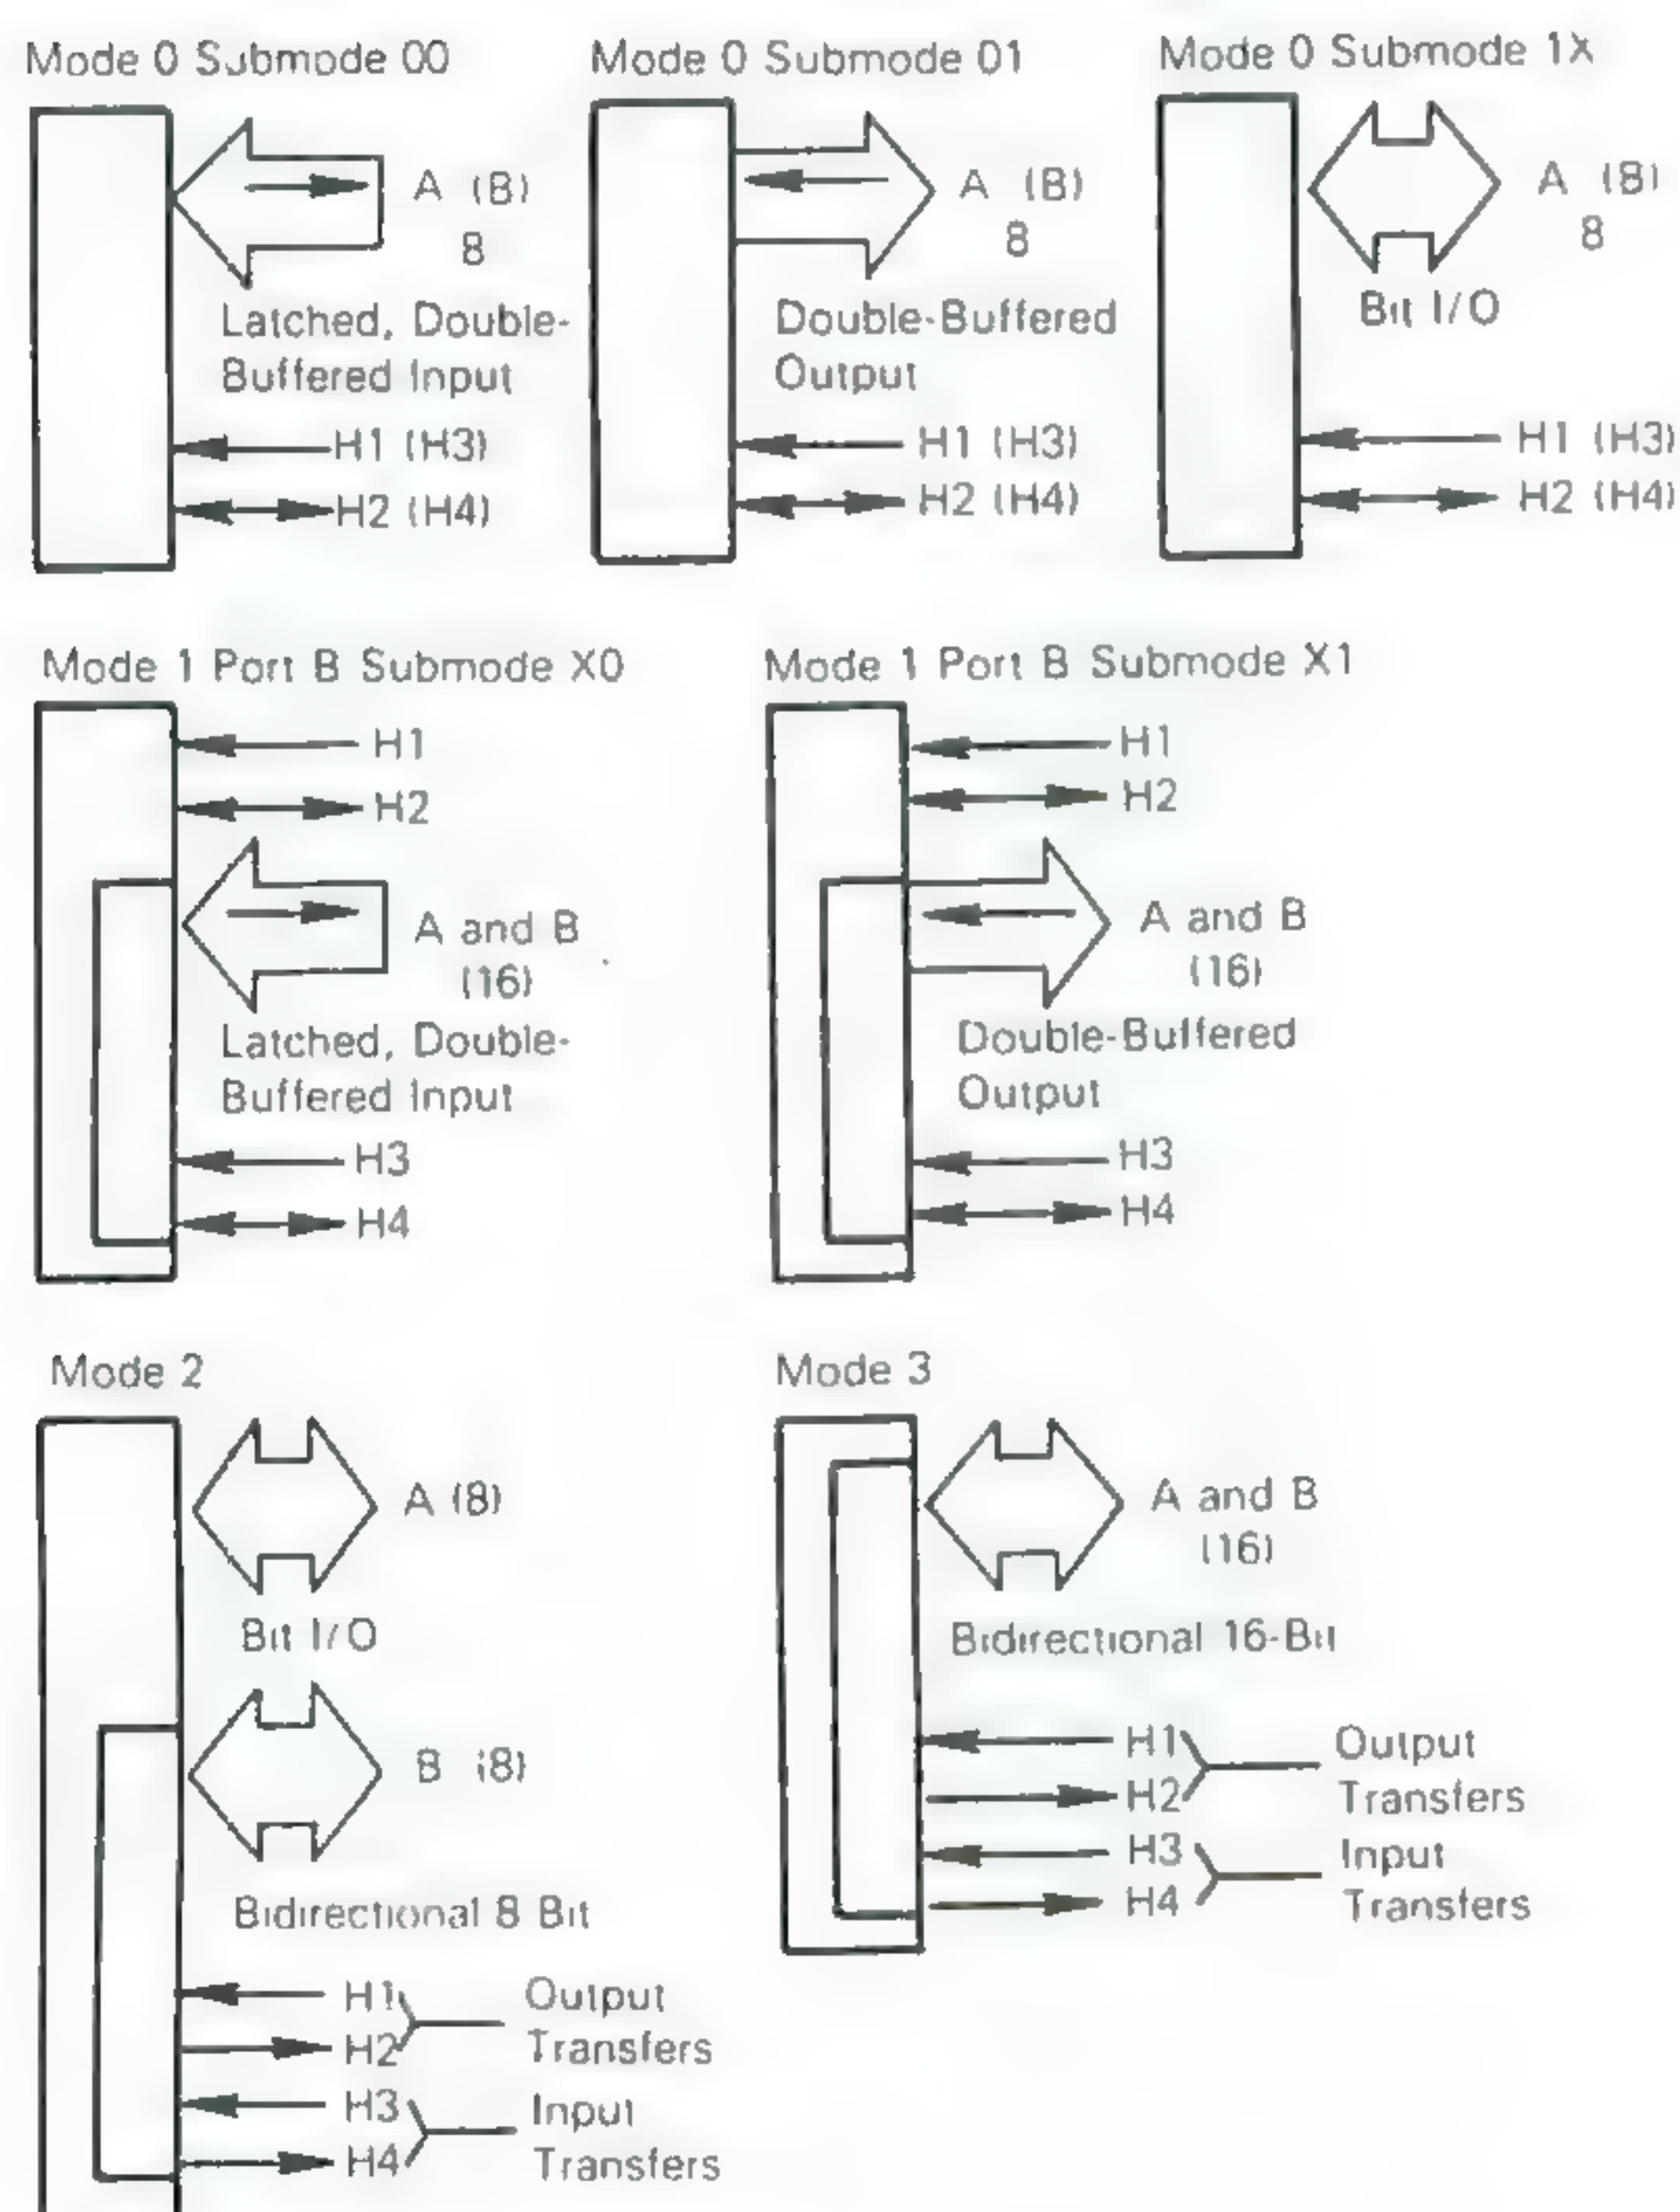 Mode 0 Submode 00
A (B)
8
Latched, Double-
Buffered Input
H1 (H3)
H2 (H4)
Mode 0 Submode 01
A (B)
8
Double-Buffered
Output
H1 (H3)
H2 (H4)
Mode 0 Submode 1X
A (B)
8
Bit I/O
H1 (H3)
H2 (H4)
Mode 1 Port B Submode X0
H1
H2
A and B
(16)
Latched, Double-
Buffered Input
H3
H4
Mode 1 Port B Submode X1
H1
H2
A and B
(16)
Double-Buffered
Output
H3
H4
Mode 2
A (8)
Bit I/O
B (8)
Bidirectional 8 Bit
H1
H2
Output
Transfers
H3
H4
Input
Transfers
Mode 3
A and B
(16)
Bidirectional 16-Bit
H1
H2
Output
Transfers
H3
H4
Input
Transfers